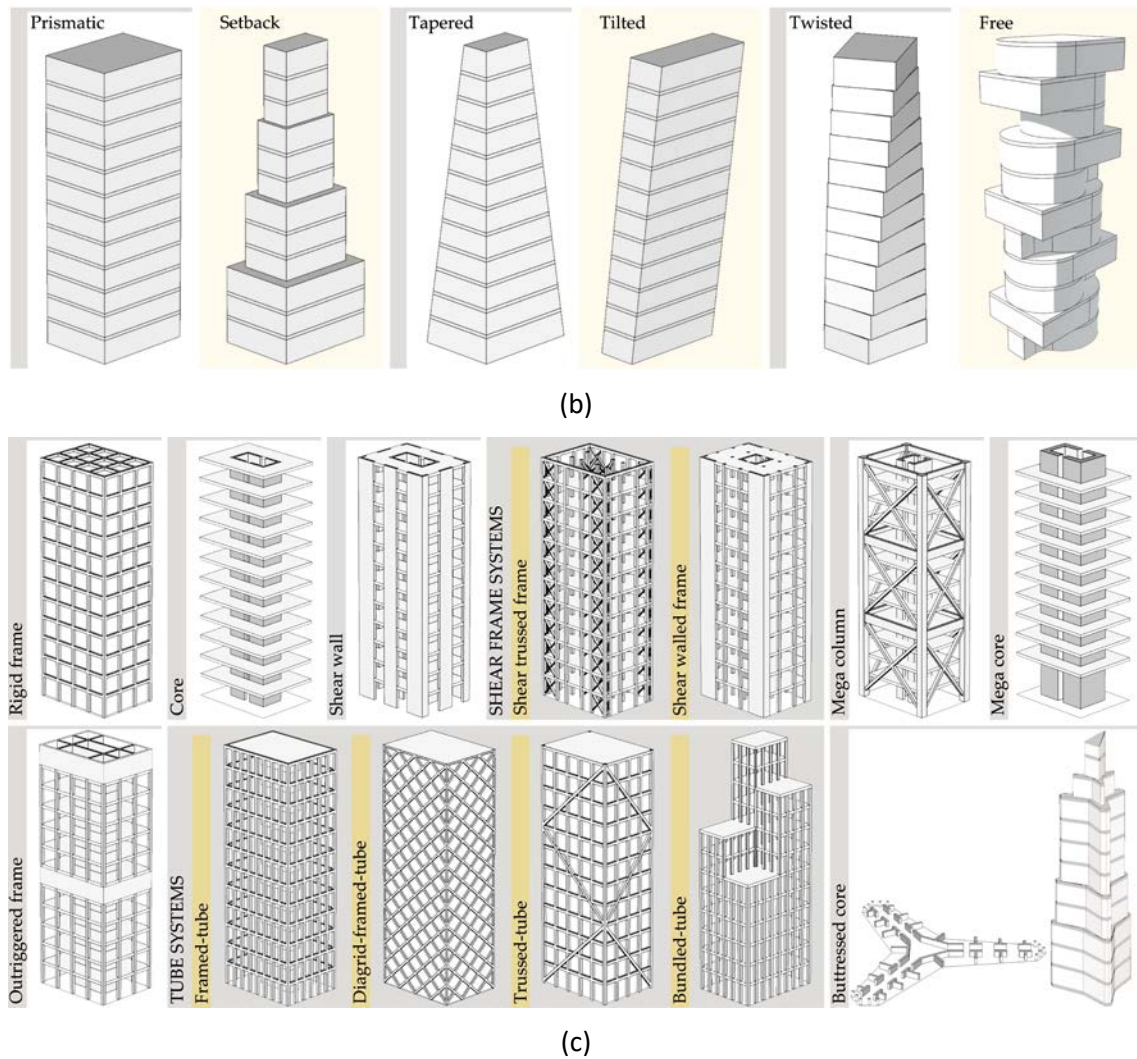 Prismatic
Setback
Tapered
Tilted
Twisted
Free
(b)
Rigid frame
Core
Shear wall
SHEAR FRAME SYSTEMS
Shear trussed frame
Shear walled frame
Mega column
Mega core
Outriggered frame
TUBE SYSTEMS
Framed-tube
Diagrid-framed-tube
Trussed-tube
Bundled-tube
Buttressed core
(c)